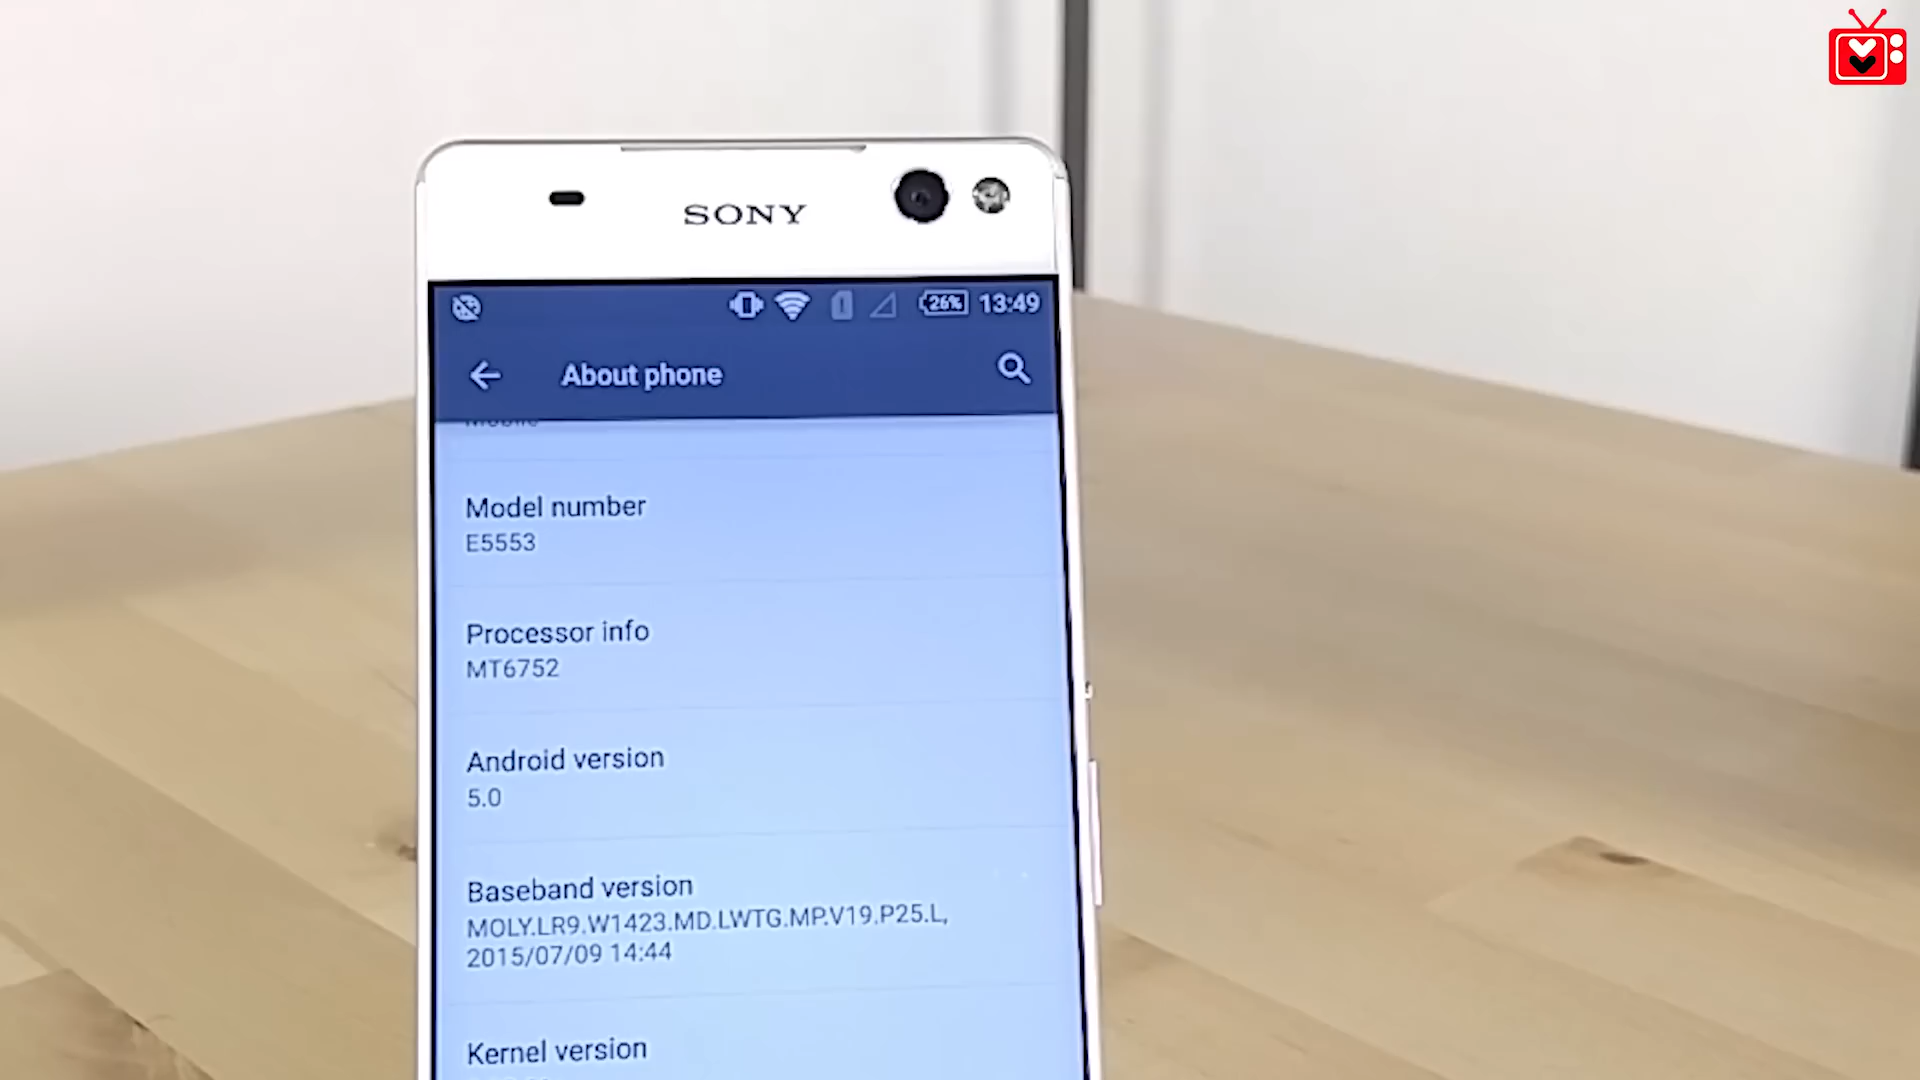 SONY
26% 13:49
About phone
Mobile
Model number
E5553
Processor info
MT6752
Android version
5.0
Baseband version
MOLY.LR9.W1423.MD.LWTG.MP.V19.P25.L,
2015/07/09 14:44
Kernel version